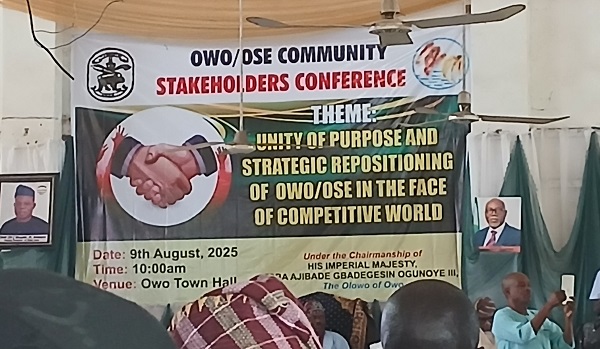 OWO/OSE COMMUNITY
STAKEHOLDERS CONFERENCE
THEME:
UNITY OF PURPOSE AND
STRATEGIC REPOSITIONING
OF OWO/OSE IN THE FACE
OF COMPETITIVE WORLD
Date: 9th August, 2025
Time: 10:00am
Venue: Owo Town Hall
Under the Chairmanship of
HIS IMPERIAL MAJESTY,
AJIBADE GBADEGESIN OGUNOYE III,
The Olowo of Owo